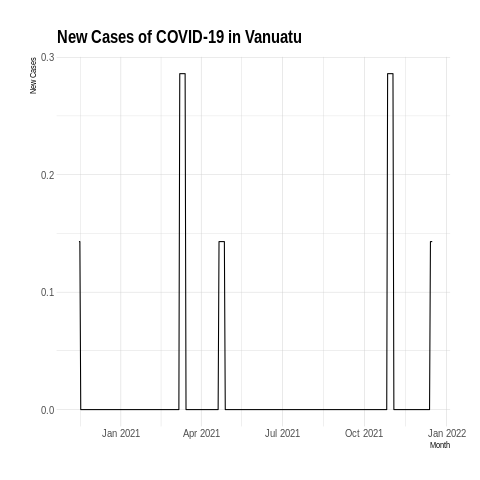 New Cases of COVID-19 in Vanuatu
New Cases
0.3
0.2
0.1
0.0
Jan 2021 Apr 2021 Jul 2021 Oct 2021 Jan 2022
Month